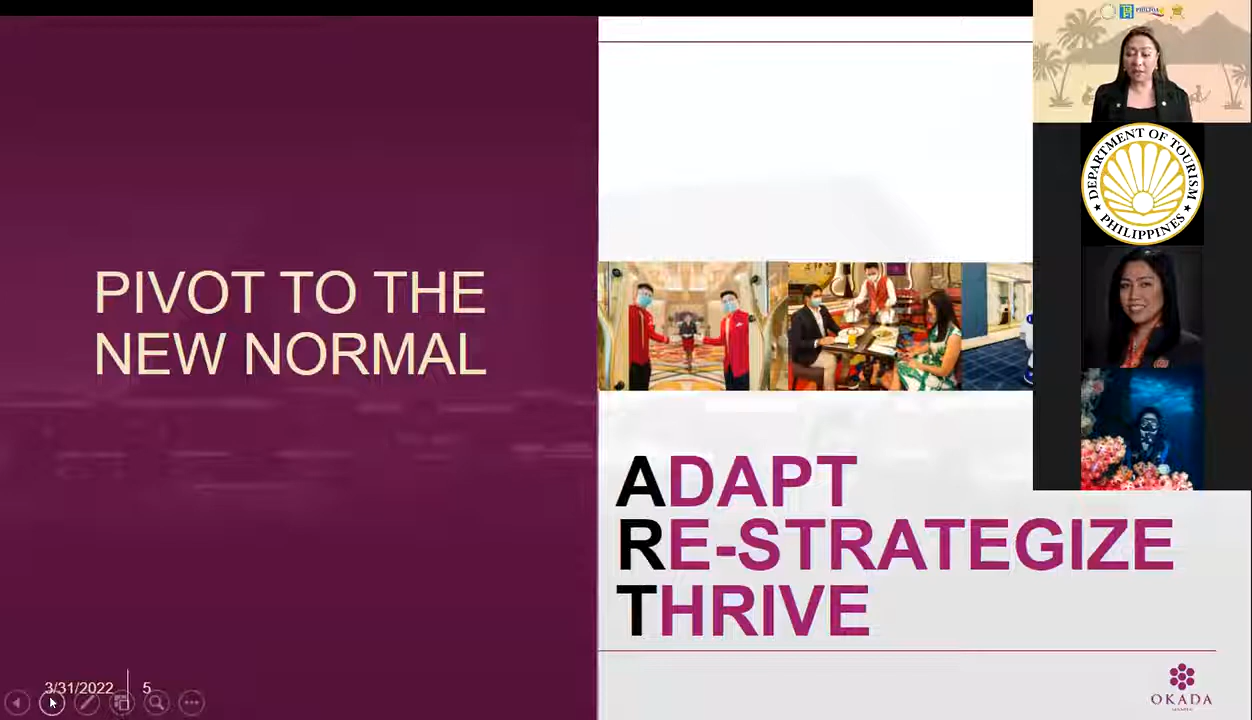 PIVOT TO THE
NEW NORMAL
ADAPT
RE-STRATEGIZE
THRIVE
3/31/2022
5
DEPARTMENT OF TOURISM
PHILIPPINES
OKADA